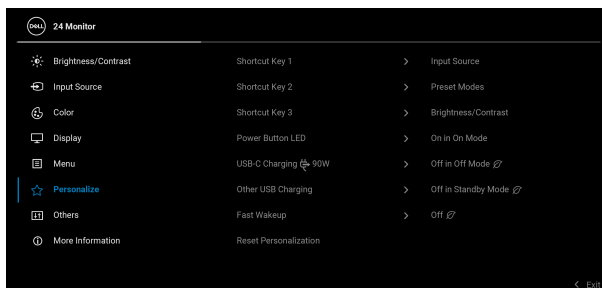 DELL 24 Monitor
Brightness/Contrast Shortcut Key 1 > Input Source
Input Source Shortcut Key 2 > Preset Modes
Color Shortcut Key 3 > Brightness/Contrast
Display Power Button LED > On in On Mode
Menu USB-C Charging 90W > Off in Off Mode
Personalize Other USB Charging > Off in Standby Mode
Others Fast Wakeup > Off
More Information Reset Personalization
< Exit